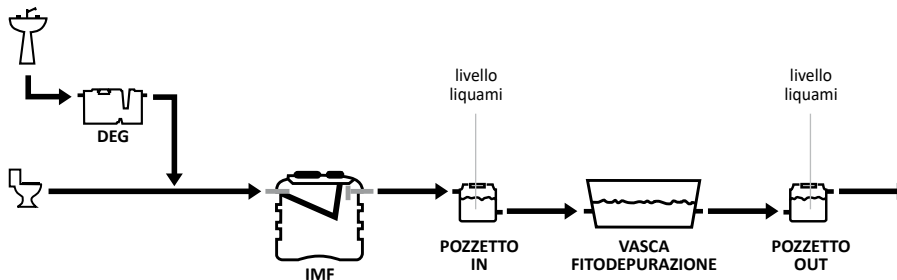 livello
liquami
livello
liquami
DEG
POZZETTO
IN
VASCA
FITODEPURAZIONE
POZZETTO
OUT
IMF